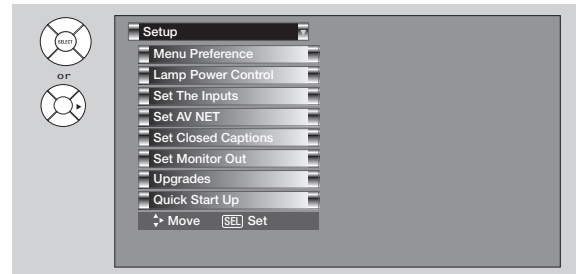 SELECT
or
Setup
Menu Preference
Lamp Power Control
Set The Inputs
Set AV NET
Set Closed Captions
Set Monitor Out
Upgrades
Quick Start Up
Move SEL Set